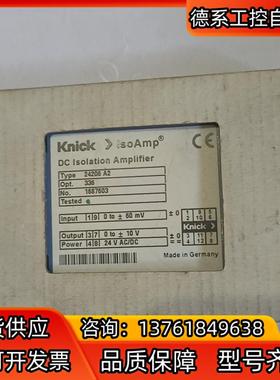 德系工控自
Knick > IsoAmp®
CE
DC Isolation Amplifier
Type 24206 A2
Opt. 336
No. 1687603
Tested
Input 1|9| 0 to ± 60 mV
Output 3|7| 0 to ± 10 V
Power 4|8| 24 V AC/DC
Knick >
Made in Germany
货供应 咨询：13761849638
可开发票 品质保障 型号齐